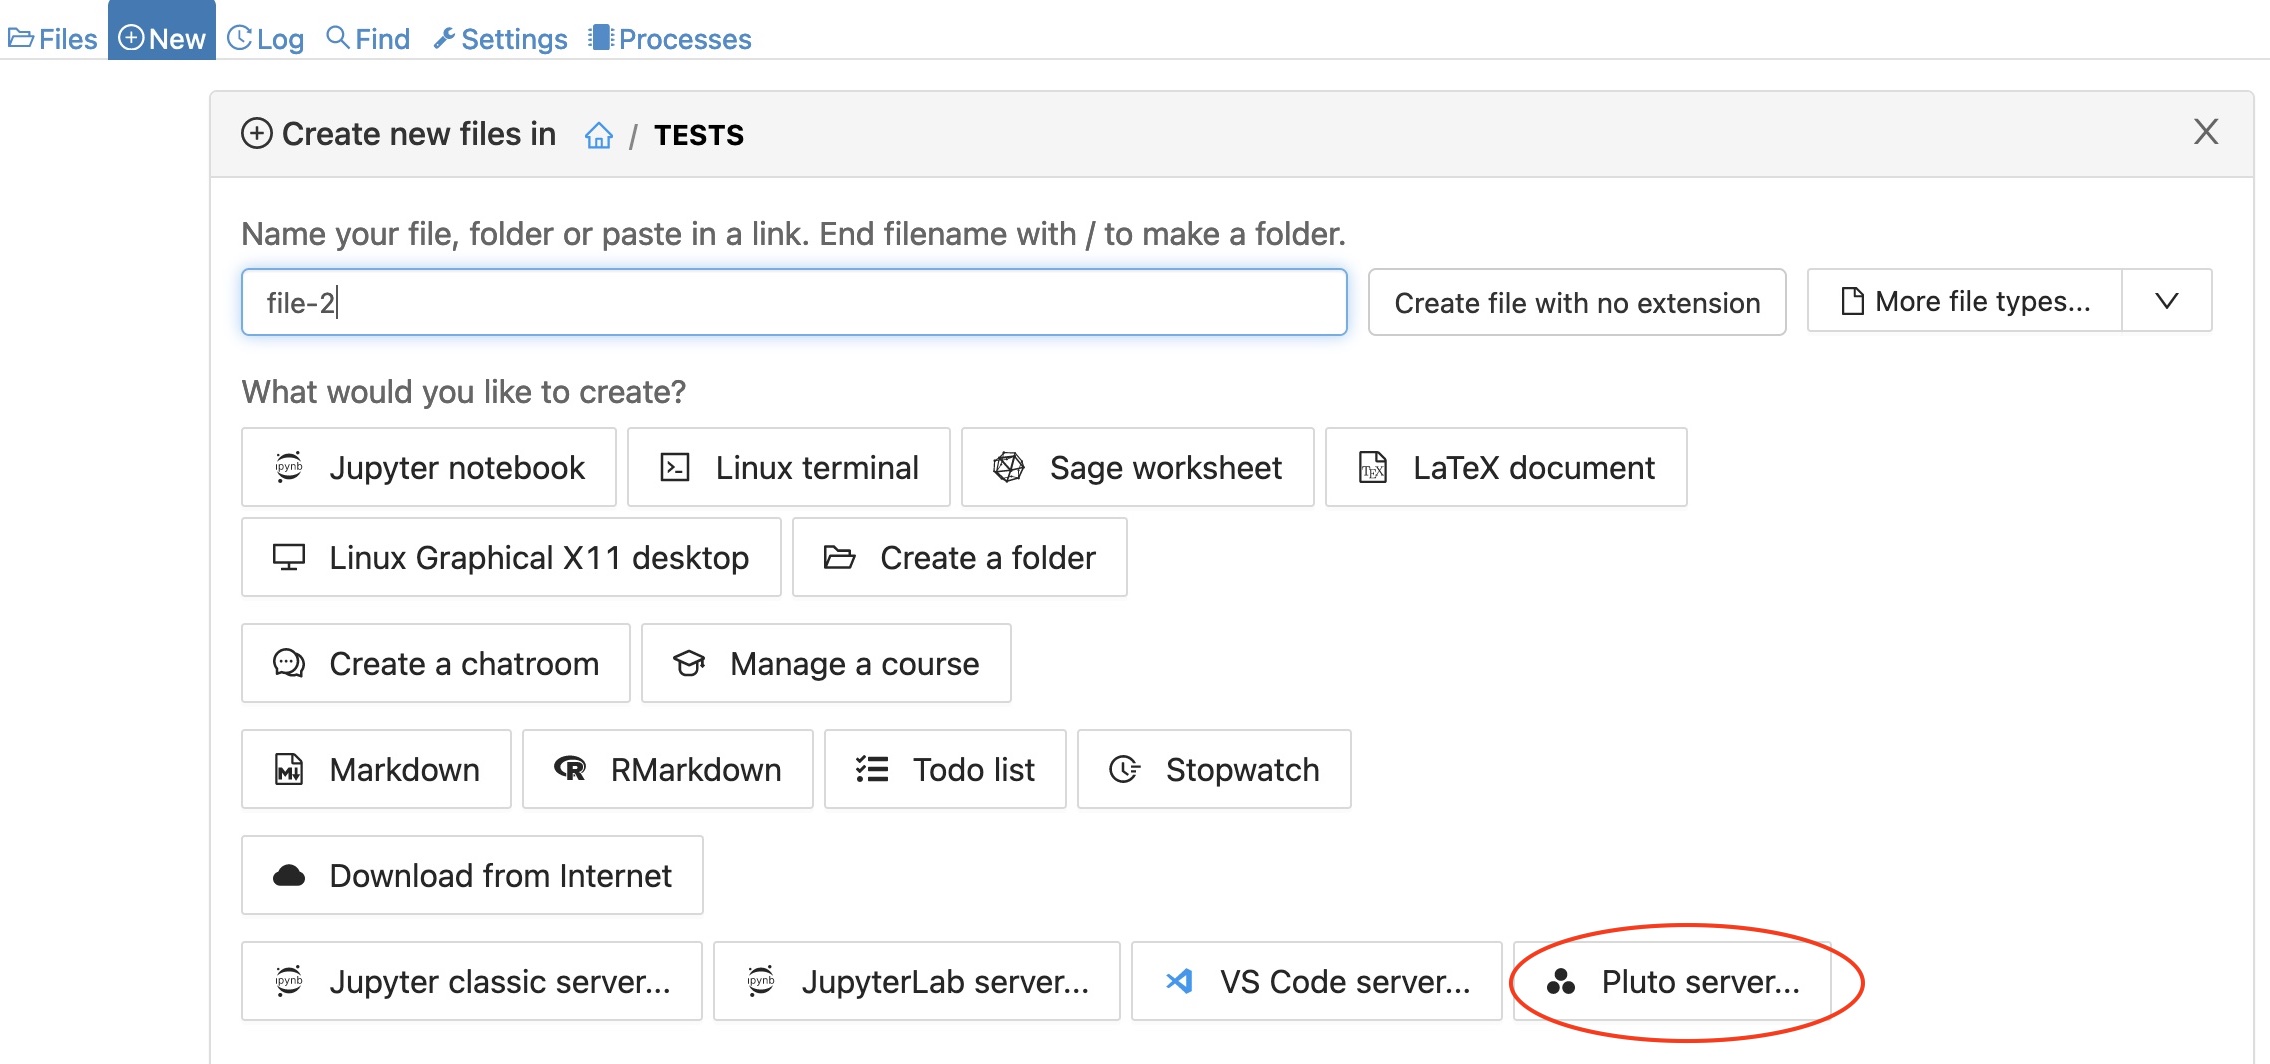 Files New Log Find Settings Processes
Create new files in / TESTS
Name your file, folder or paste in a link. End filename with / to make a folder.
file-2 Create file with no extension More file types...
What would you like to create?
ipynb Jupyter notebook Linux terminal Sage worksheet TEX LaTeX document
Linux Graphical X11 desktop Create a folder
Create a chatroom Manage a course
M Markdown R RMarkdown Todo list Stopwatch
Download from Internet
ipynb Jupyter classic server... ipynb JupyterLab server... VS Code server... Pluto server...